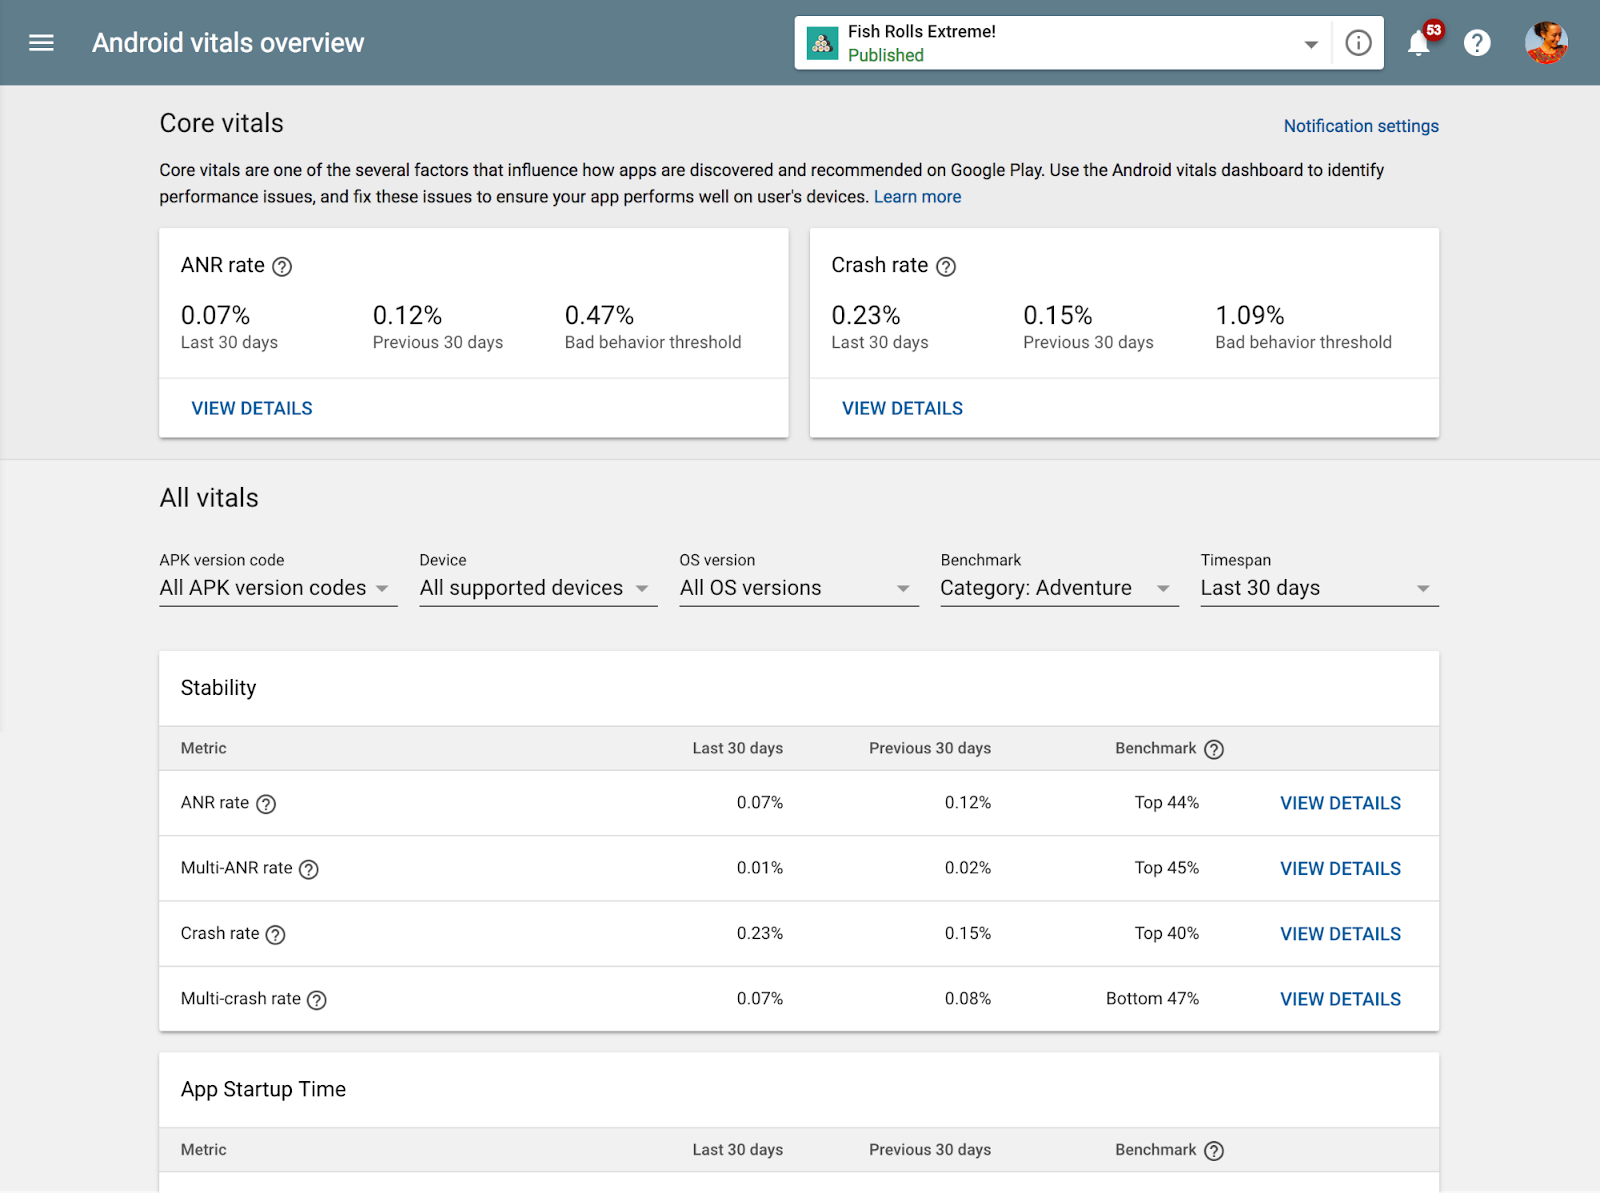 Android vitals overview
Fish Rolls Extreme!
Published
53
Core vitals
Notification settings
Core vitals are one of the several factors that influence how apps are discovered and recommended on Google Play. Use the Android vitals dashboard to identify
performance issues, and fix these issues to ensure your app performs well on user's devices. Learn more
ANR rate
0.07% 0.12% 0.47%
Last 30 days Previous 30 days Bad behavior threshold
VIEW DETAILS
Crash rate
0.23% 0.15% 1.09%
Last 30 days Previous 30 days Bad behavior threshold
VIEW DETAILS
All vitals
APK version code Device OS version Benchmark Timespan
All APK version codes All supported devices All OS versions Category: Adventure Last 30 days
Stability
Metric Last 30 days Previous 30 days Benchmark
ANR rate 0.07% 0.12% Top 44% VIEW DETAILS
Multi-ANR rate 0.01% 0.02% Top 45% VIEW DETAILS
Crash rate 0.23% 0.15% Top 40% VIEW DETAILS
Multi-crash rate 0.07% 0.08% Bottom 47% VIEW DETAILS
App Startup Time
Metric Last 30 days Previous 30 days Benchmark